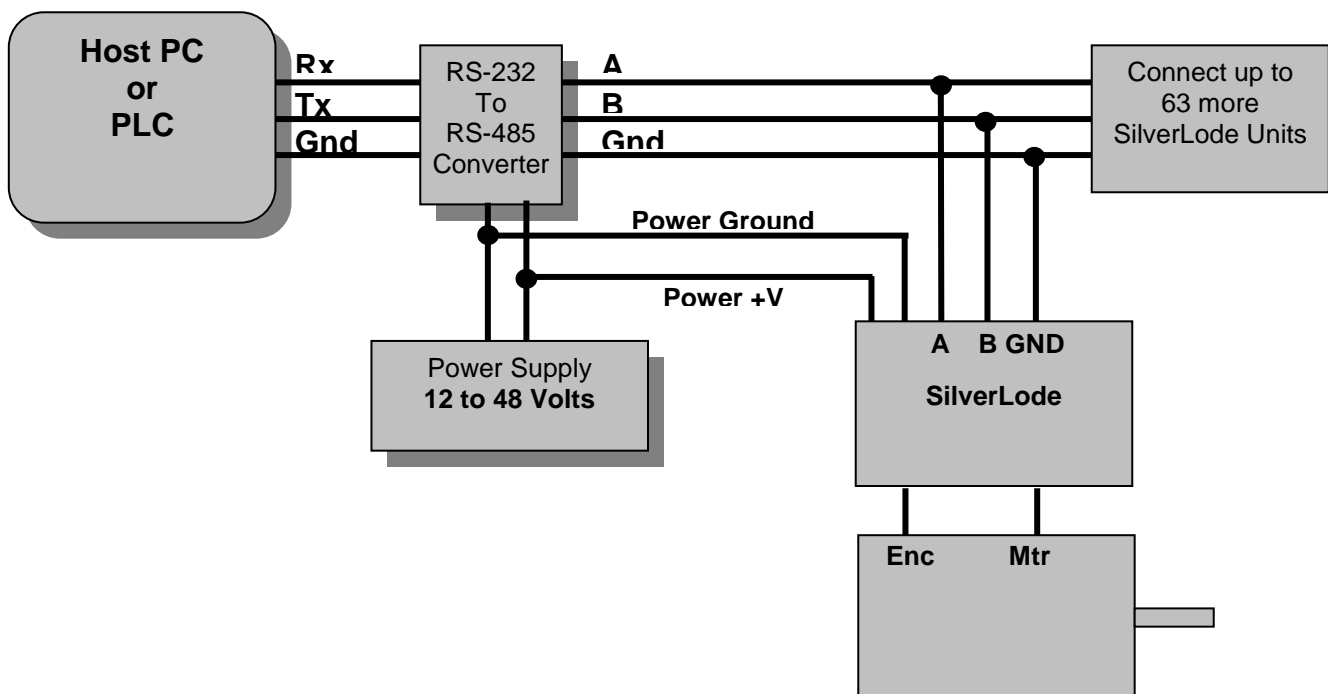 Host PC
or
PLC
Rx
Tx
Gnd
RS-232
To
RS-485
Converter
A
B
Gnd
Connect up to
63 more
SilverLode Units
Power Ground
Power +V
Power Supply
12 to 48 Volts
A B GND
SilverLode
Enc Mtr